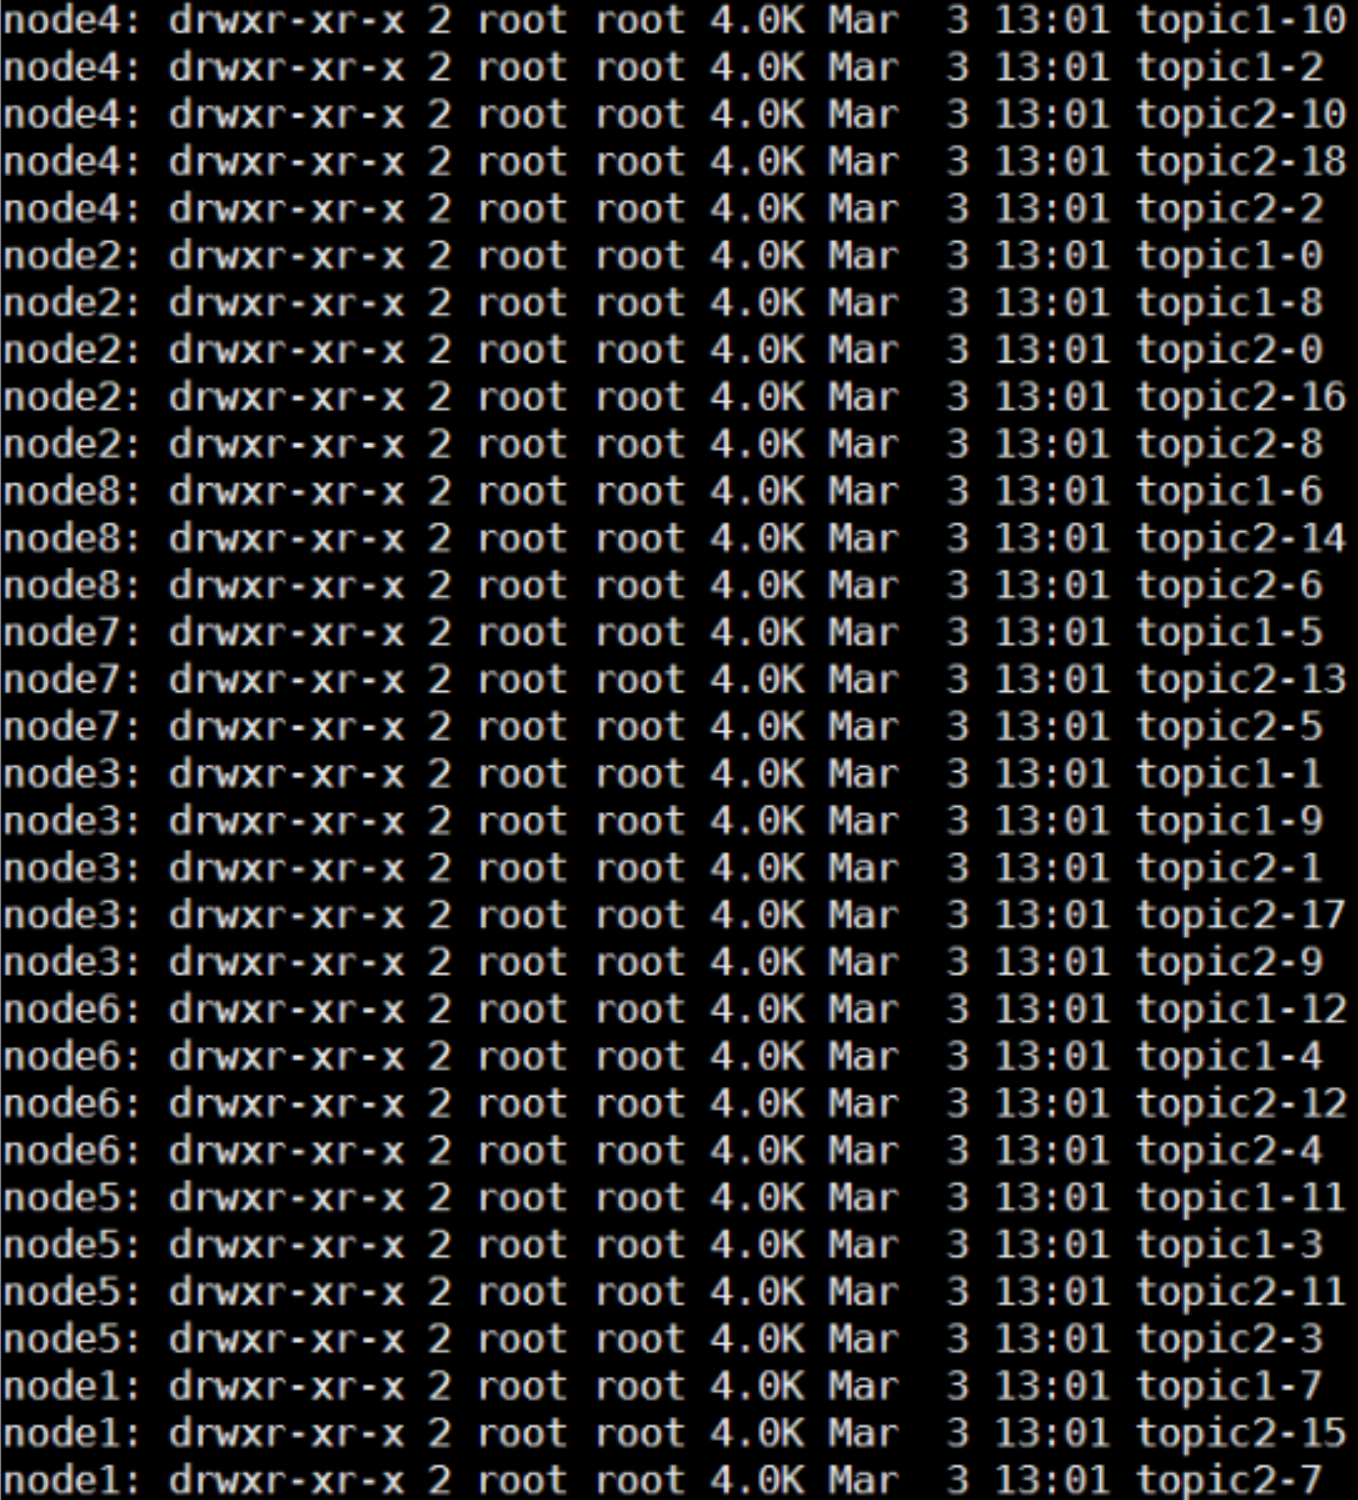 node4: drwxr-xr-x 2 root root 4.0K Mar  3 13:01 topic1-10
node4: drwxr-xr-x 2 root root 4.0K Mar  3 13:01 topic1-2
node4: drwxr-xr-x 2 root root 4.0K Mar  3 13:01 topic2-10
node4: drwxr-xr-x 2 root root 4.0K Mar  3 13:01 topic2-18
node4: drwxr-xr-x 2 root root 4.0K Mar  3 13:01 topic2-2
node2: drwxr-xr-x 2 root root 4.0K Mar  3 13:01 topic1-0
node2: drwxr-xr-x 2 root root 4.0K Mar  3 13:01 topic1-8
node2: drwxr-xr-x 2 root root 4.0K Mar  3 13:01 topic2-0
node2: drwxr-xr-x 2 root root 4.0K Mar  3 13:01 topic2-16
node2: drwxr-xr-x 2 root root 4.0K Mar  3 13:01 topic2-8
node8: drwxr-xr-x 2 root root 4.0K Mar  3 13:01 topic1-6
node8: drwxr-xr-x 2 root root 4.0K Mar  3 13:01 topic2-14
node8: drwxr-xr-x 2 root root 4.0K Mar  3 13:01 topic2-6
node7: drwxr-xr-x 2 root root 4.0K Mar  3 13:01 topic1-5
node7: drwxr-xr-x 2 root root 4.0K Mar  3 13:01 topic2-13
node7: drwxr-xr-x 2 root root 4.0K Mar  3 13:01 topic2-5
node3: drwxr-xr-x 2 root root 4.0K Mar  3 13:01 topic1-1
node3: drwxr-xr-x 2 root root 4.0K Mar  3 13:01 topic1-9
node3: drwxr-xr-x 2 root root 4.0K Mar  3 13:01 topic2-1
node3: drwxr-xr-x 2 root root 4.0K Mar  3 13:01 topic2-17
node3: drwxr-xr-x 2 root root 4.0K Mar  3 13:01 topic2-9
node6: drwxr-xr-x 2 root root 4.0K Mar  3 13:01 topic1-12
node6: drwxr-xr-x 2 root root 4.0K Mar  3 13:01 topic1-4
node6: drwxr-xr-x 2 root root 4.0K Mar  3 13:01 topic2-12
node6: drwxr-xr-x 2 root root 4.0K Mar  3 13:01 topic2-4
node5: drwxr-xr-x 2 root root 4.0K Mar  3 13:01 topic1-11
node5: drwxr-xr-x 2 root root 4.0K Mar  3 13:01 topic1-3
node5: drwxr-xr-x 2 root root 4.0K Mar  3 13:01 topic2-11
node5: drwxr-xr-x 2 root root 4.0K Mar  3 13:01 topic2-3
node1: drwxr-xr-x 2 root root 4.0K Mar  3 13:01 topic1-7
node1: drwxr-xr-x 2 root root 4.0K Mar  3 13:01 topic2-15
node1: drwxr-xr-x 2 root root 4.0K Mar  3 13:01 topic2-7